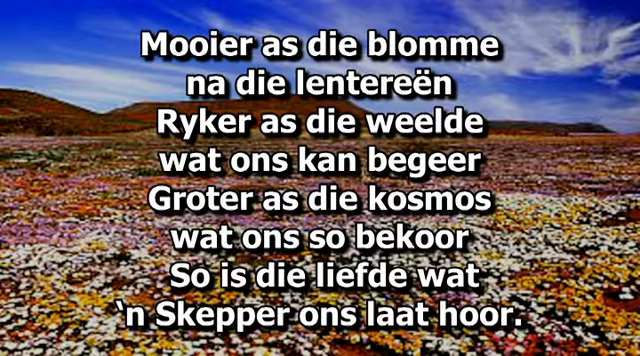 Mooier as die blomme
na die lentereën
Ryker as die weelde
wat ons kan begeer
Groter as die kosmos
wat ons so bekoor
So is die liefde wat
‘n Skepper ons laat hoor.